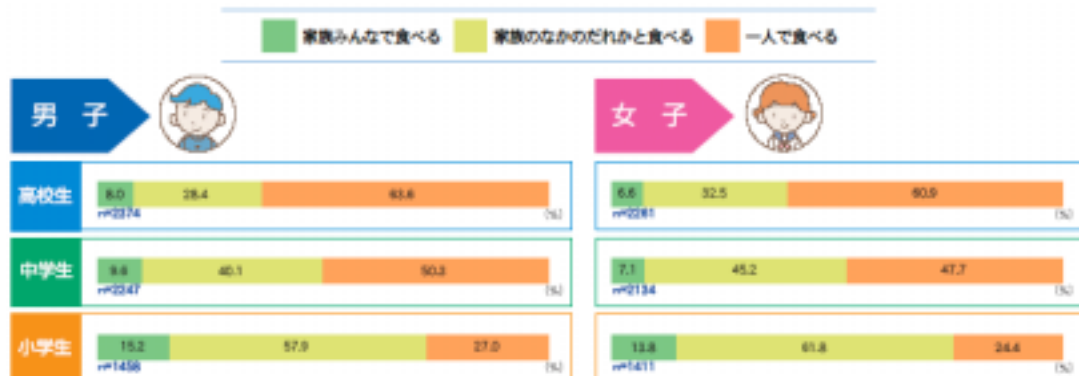 家族みんなで食べる 家族のなかのだれかと食べる 一人で食べる
男 子 女 子
高校生 8.0 28.4 63.6 6.6 32.5 60.9
n=2374 (%) n=2281 (%)
中学生 9.6 40.1 50.3 7.1 45.2 47.7
n=2247 (%) n=2134 (%)
小学生 15.2 57.9 27.0 13.8 61.8 24.4
n=1458 (%) n=1411 (%)